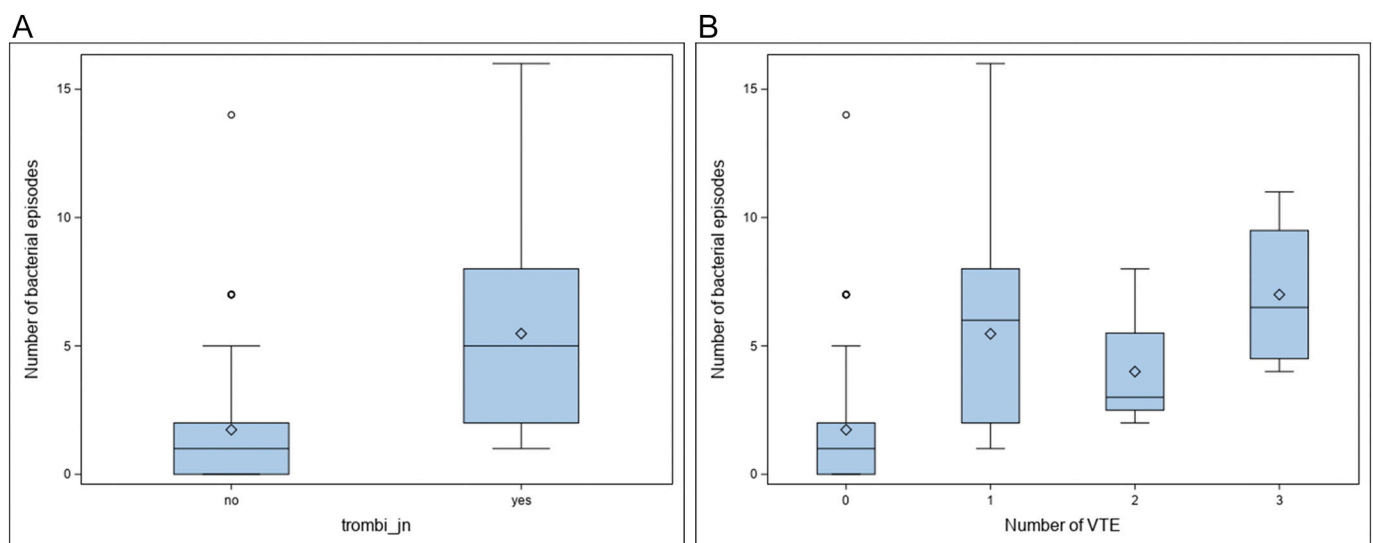 A
Number of bacterial episodes
15
10
5
0
no
yes
trombi_jn
B
Number of bacterial episodes
15
10
5
0
0
1
2
3
Number of VTE